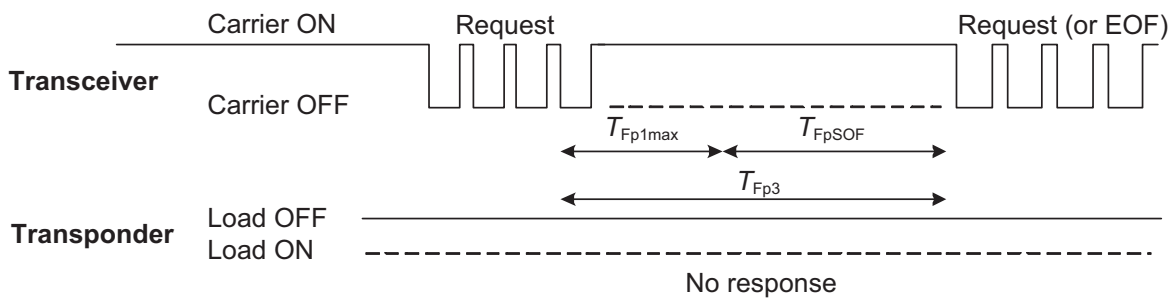 Carrier ON
Request
Request (or EOF)
Transceiver
Carrier OFF
TFp1max
TFpSOF
TFp3
Load OFF
Transponder
Load ON
No response